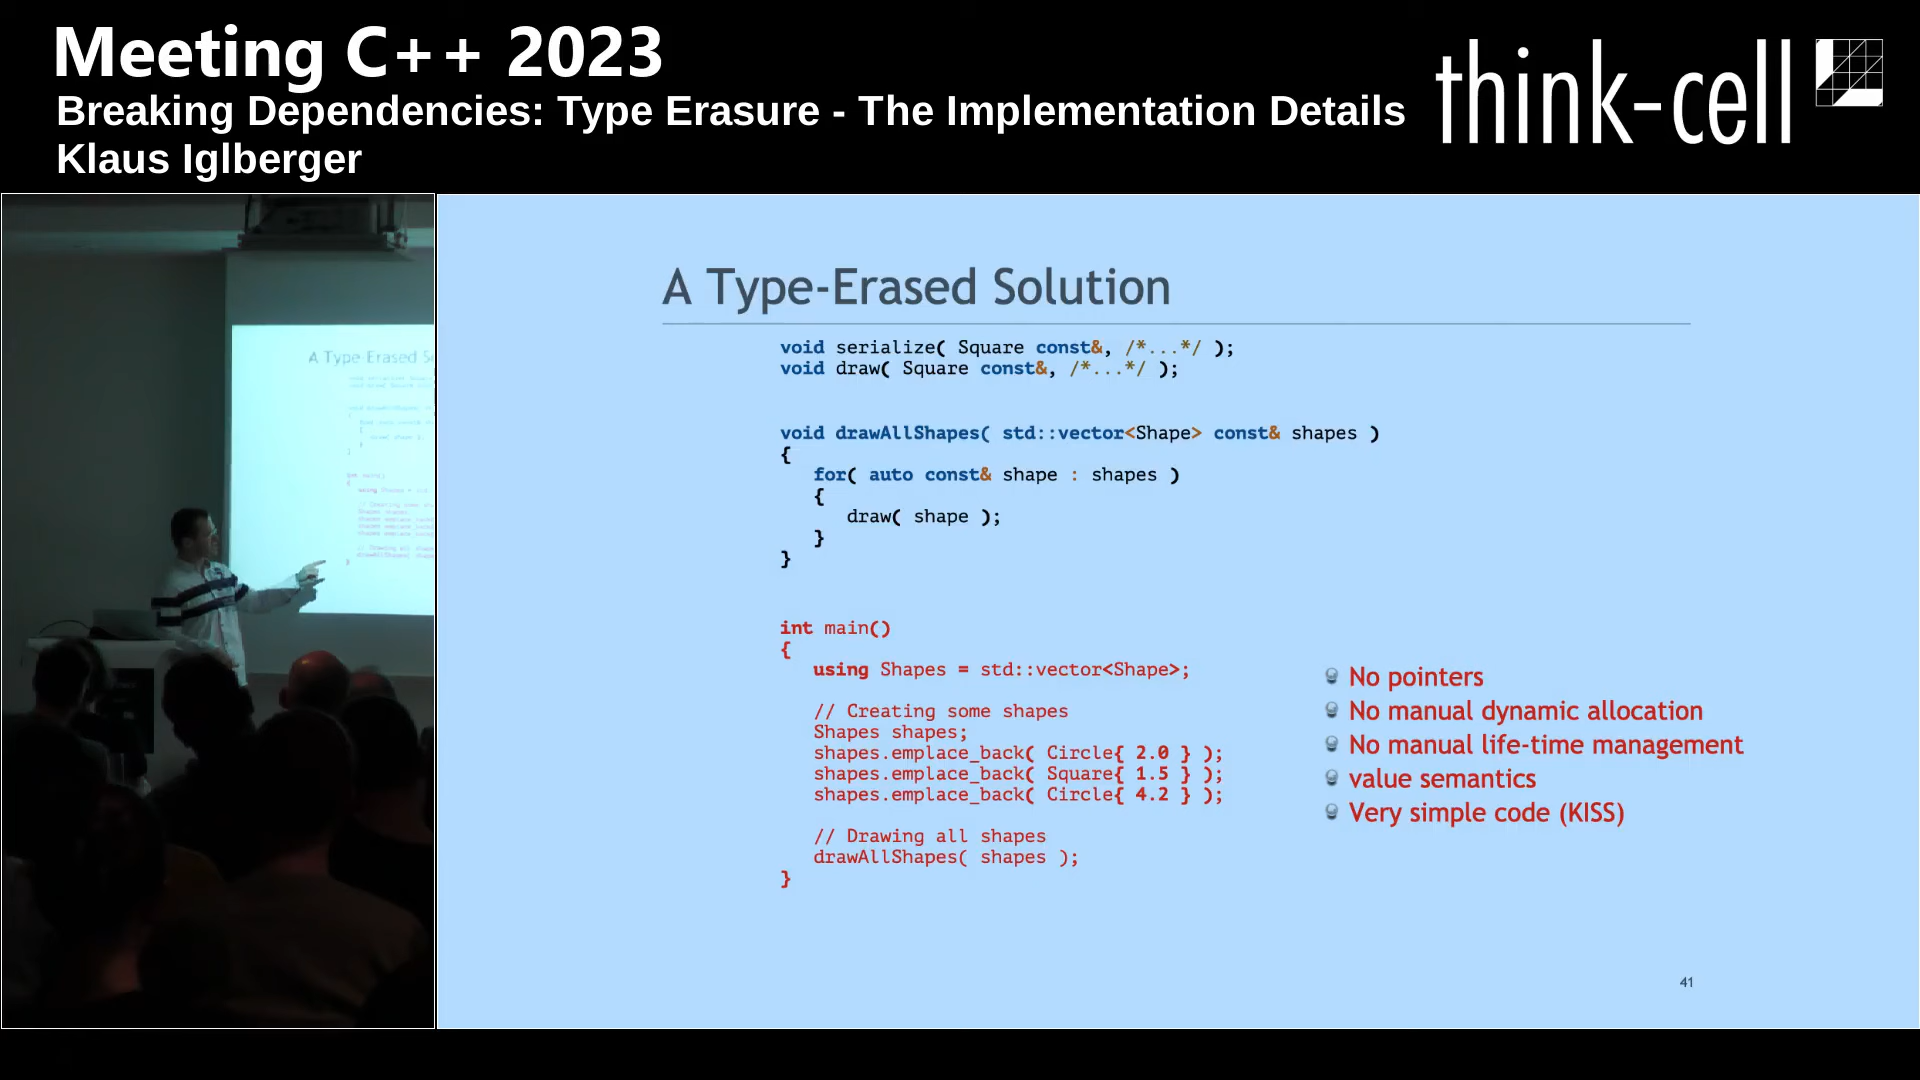 Meeting C++ 2023
Breaking Dependencies: Type Erasure - The Implementation Details
Klaus Iglberger
think-cell
A Type-Erased Solution
void serialize( Square const&, /*...*/ );
void draw( Square const&, /*...*/ );
void drawAllShapes( std::vector<Shape> const& shapes )
{
for( auto const& shape : shapes )
{
draw( shape );
}
}
int main()
{
using Shapes = std::vector<Shape>;
// Creating some shapes
Shapes shapes;
shapes.emplace_back( Circle{ 2.0 } );
shapes.emplace_back( Square{ 1.5 } );
shapes.emplace_back( Circle{ 4.2 } );
// Drawing all shapes
drawAllShapes( shapes );
}
No pointers
No manual dynamic allocation
No manual life-time management
value semantics
Very simple code (KISS)
41
A Type-Erased